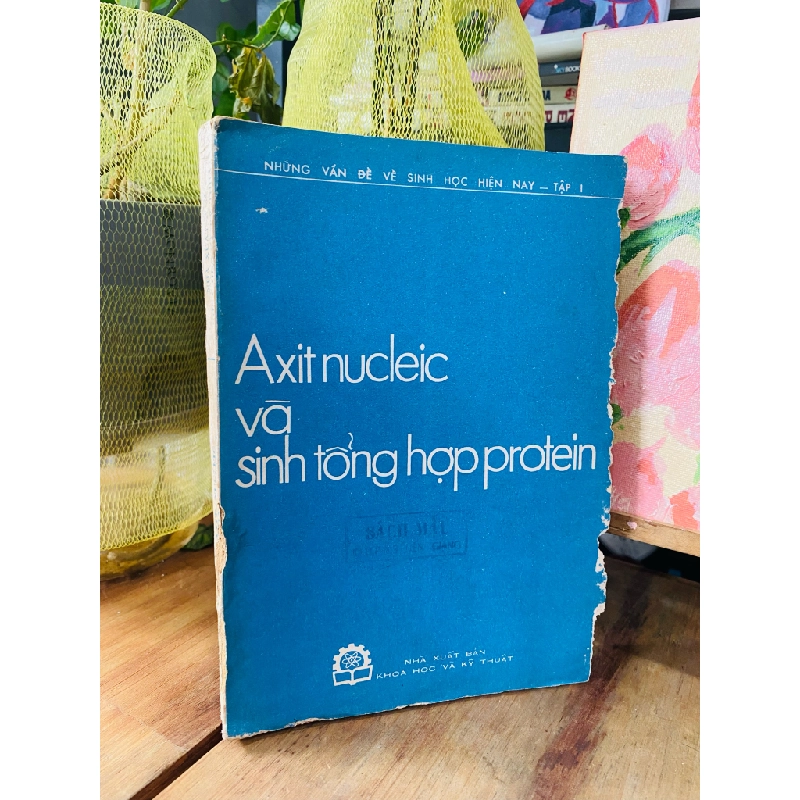 NHỮNG VẤN ĐỀ VỀ SINH HỌC HIỆN NAY – TẬP I
Axit nucleic
và
sinh tổng hợp protein
NHÀ XUẤT BẢN
KHOA HỌC VÀ KỸ THUẬT